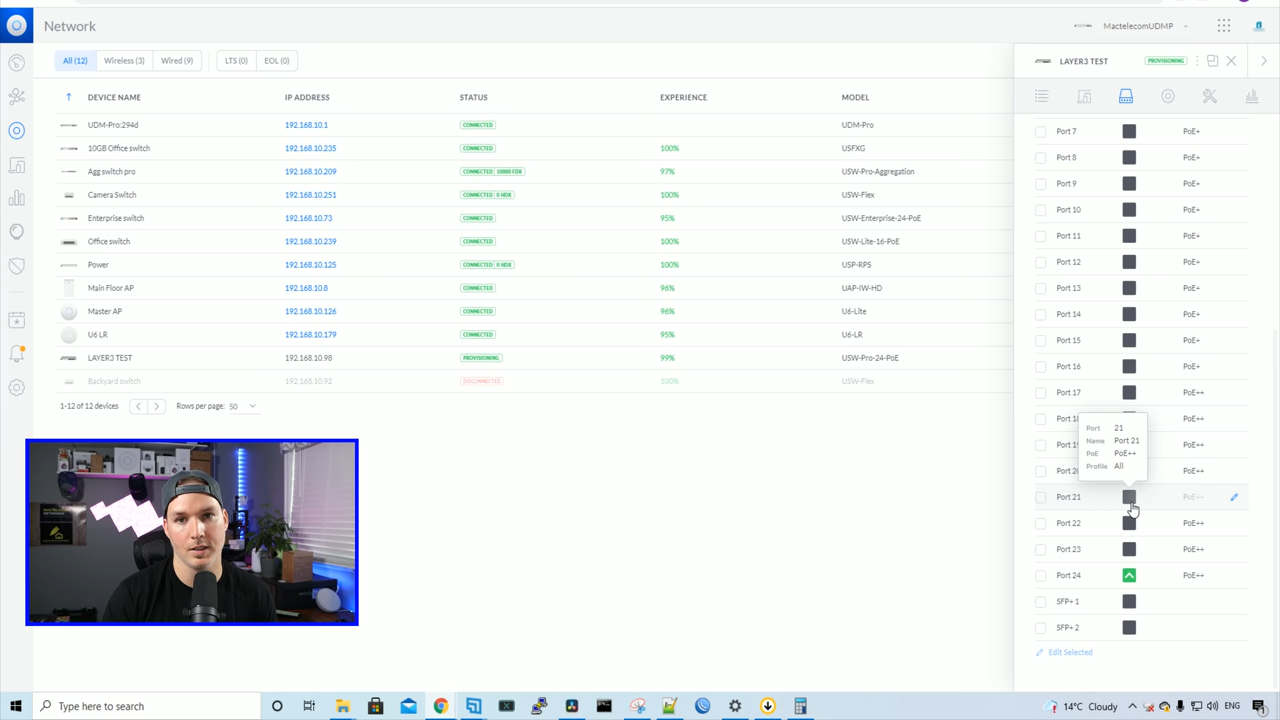 Network
MactelecomUDMP
All (12) Wireless (3) Wired (9) LTS (0) EOL (0)
LAYER3 TEST PROVISIONING
DEVICE NAME IP ADDRESS STATUS EXPERIENCE MODEL
UDM-Pro:294d 192.168.10.1 CONNECTED UDM-Pro
10GB Office switch 192.168.10.235 CONNECTED 100% USFXG
Agg switch pro 192.168.10.209 CONNECTED 10000 FDX 97% USW-Pro-Aggregation
Camera Switch 192.168.10.251 CONNECTED 0 HDX 100% USW-Flex
Enterprise switch 192.168.10.73 CONNECTED 95% USW-Enterprise-24-PoE
Office switch 192.168.10.239 CONNECTED 100% USW-Lite-16-PoE
Power 192.168.10.125 CONNECTED 0 HDX 100% USP-RPS
Main Floor AP 192.168.10.8 CONNECTED 96% UAP-IW-HD
Master AP 192.168.10.126 CONNECTED 96% U6-Lite
U6 LR 192.168.10.179 CONNECTED 95% U6-LR
LAYER3 TEST 192.168.10.98 PROVISIONING 99% USW-Pro-24-PoE
Backyard switch 192.168.10.92 DISCONNECTED 100% USW-Flex
1-12 of 12 devices Rows per page: 50
Port 7 PoE+
Port 8 PoE+
Port 9 PoE+
Port 10 PoE+
Port 11 PoE+
Port 12 PoE+
Port 13 PoE+
Port 14 PoE+
Port 15 PoE+
Port 16 PoE+
Port 17 PoE++
Port 18 PoE++
Port 19 PoE++
Port 20 PoE++
Port 21
Name Port 21
PoE PoE++
Profile All
Port 21 PoE++
Port 22 PoE++
Port 23 PoE++
Port 24 PoE++
SFP+ 1
SFP+ 2
Edit Selected
Type here to search
14°C Cloudy ENG